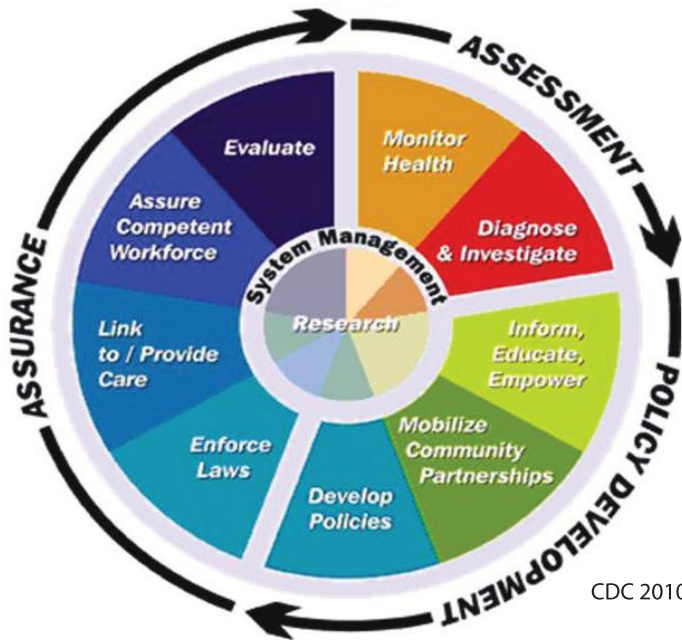 ASSESSMENT
Monitor
Health
Diagnose
& Investigate
POLICY DEVELOPMENT
Inform,
Educate,
Empower
Mobilize
Community
Partnerships
Develop
Policies
ASSURANCE
Enforce
Laws
Link
to / Provide
Care
Assure
Competent
Workforce
Evaluate
System Management
Research
CDC 2010